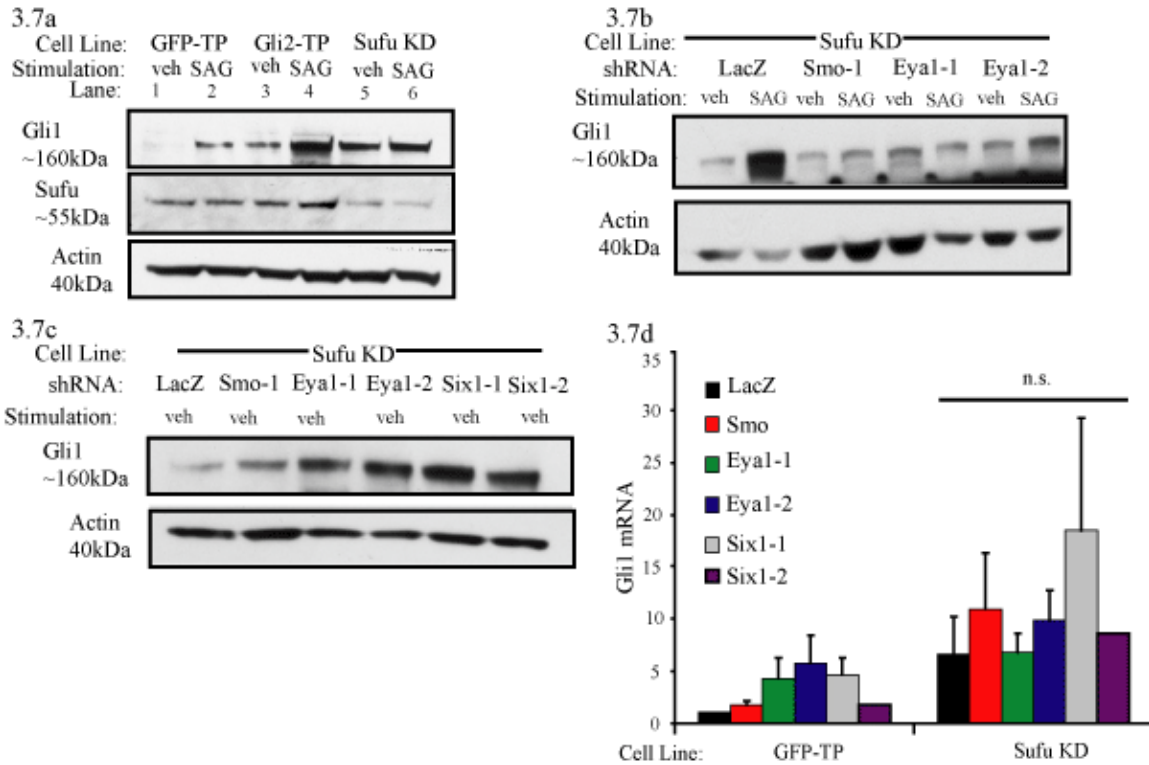 3.7a
Cell Line: GFP-TP Gli2-TP Sufu KD
Stimulation: veh SAG veh SAG veh SAG
Lane: 1 2 3 4 5 6
Gli1
~160kDa
Sufu
~55kDa
Actin
40kDa
3.7b
Cell Line: Sufu KD
shRNA: LacZ Smo-1 Eya1-1 Eya1-2
Stimulation: veh SAG veh SAG veh SAG veh SAG
Gli1
~160kDa
Actin
40kDa
3.7c
Cell Line: Sufu KD
shRNA: LacZ Smo-1 Eya1-1 Eya1-2 Six1-1 Six1-2
Stimulation: veh veh veh veh veh veh
Gli1
~160kDa
Actin
40kDa
3.7d
35
30
25
20
15
10
5
0
Gli1 mRNA
LacZ
Smo
Eya1-1
Eya1-2
Six1-1
Six1-2
n.s.
Cell Line: GFP-TP Sufu KD